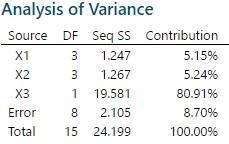 Analysis of Variance
Source DF Seq SS Contribution
X1 3 1.247 5.15%
X2 3 1.267 5.24%
X3 1 19.581 80.91%
Error 8 2.105 8.70%
Total 15 24.199 100.00%